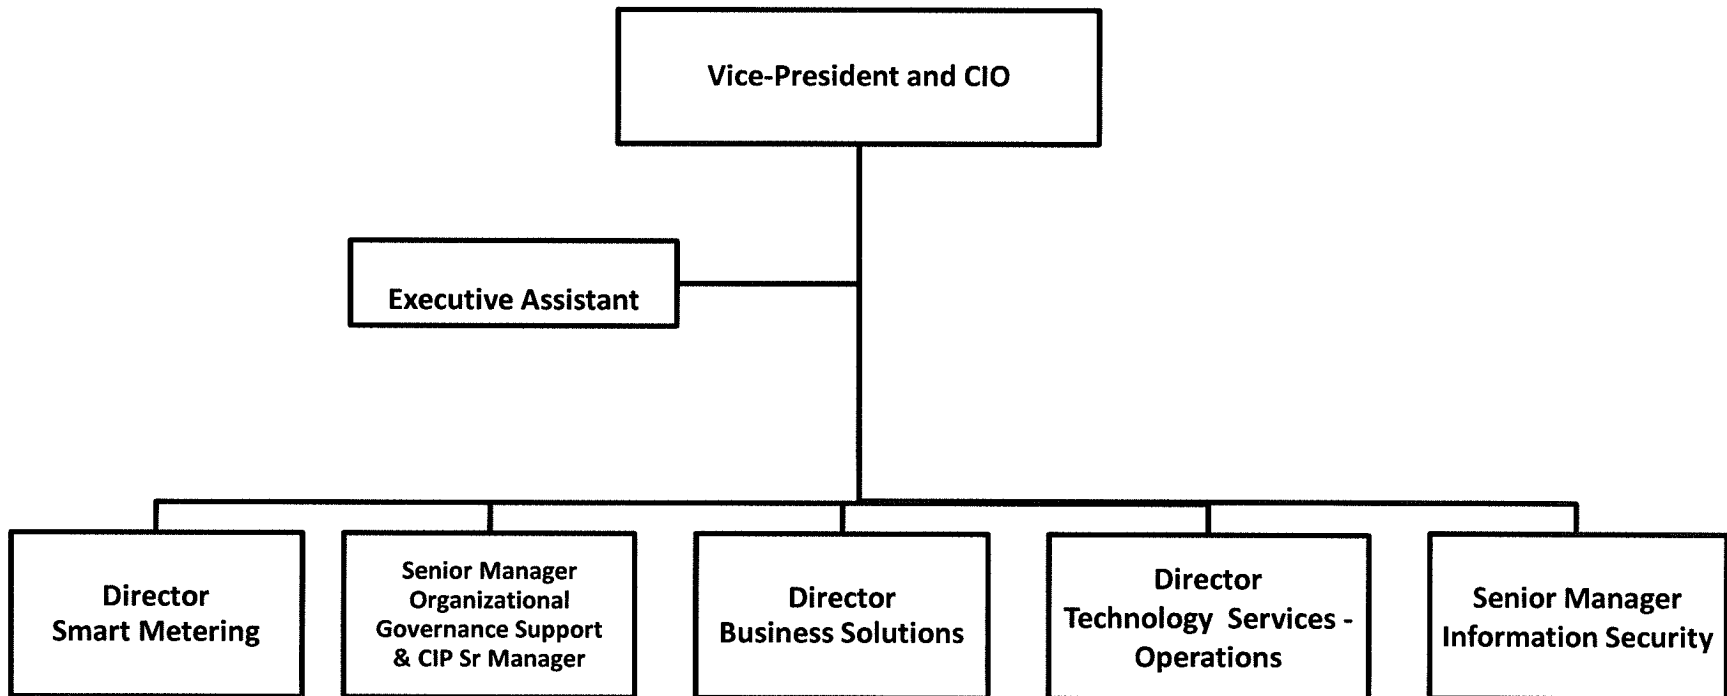 Vice-President and CIO
Executive Assistant
Director
Smart Metering
Senior Manager
Organizational
Governance Support
& CIP Sr Manager
Director
Business Solutions
Director
Technology Services -
Operations
Senior Manager
Information Security